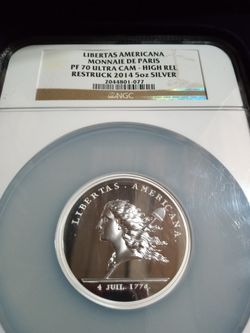 LIBERTAS AMERICANA
MONNAIE DE PARIS
PF 70 ULTRA CAM - HIGH REL
RESTRUCK 2014 5oz SILVER
2044801-077
NGC
LIBERTAS · AMERICANA.
4 JUIL. 1776.